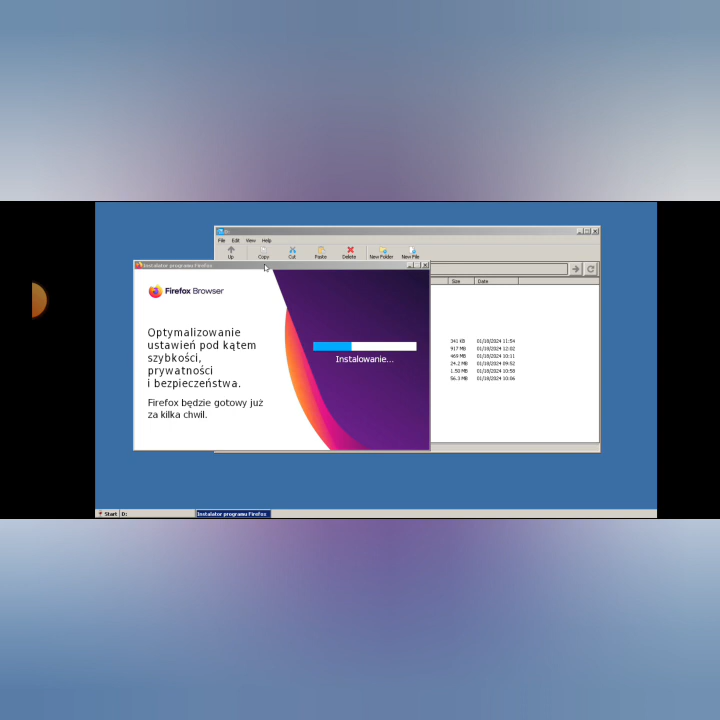 File Edit View Help
Up Copy Cut Paste Delete New Folder New File
Instalator programu Firefox
Size Date
Firefox Browser
Optymalizowanie
ustawień pod kątem
szybkości,
prywatności
i bezpieczeństwa.
Firefox będzie gotowy już
za kilka chwil.
Instalowanie...
341 KB 01/18/2024 11:54
917 MB 01/18/2024 12:02
469 MB 01/18/2024 10:11
24.2 MB 01/18/2024 09:52
1.50 MB 01/18/2024 10:58
56.3 MB 01/18/2024 10:06
Start D: Instalator programu Firefox